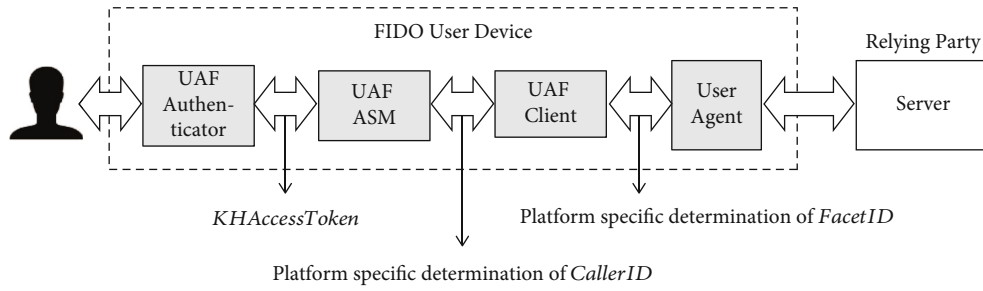 FIDO User Device
Relying Party
UAF
Authen-
ticator
UAF
ASM
UAF
Client
User
Agent
Server
KHAccessToken
Platform specific determination of FacetID
Platform specific determination of CallerID